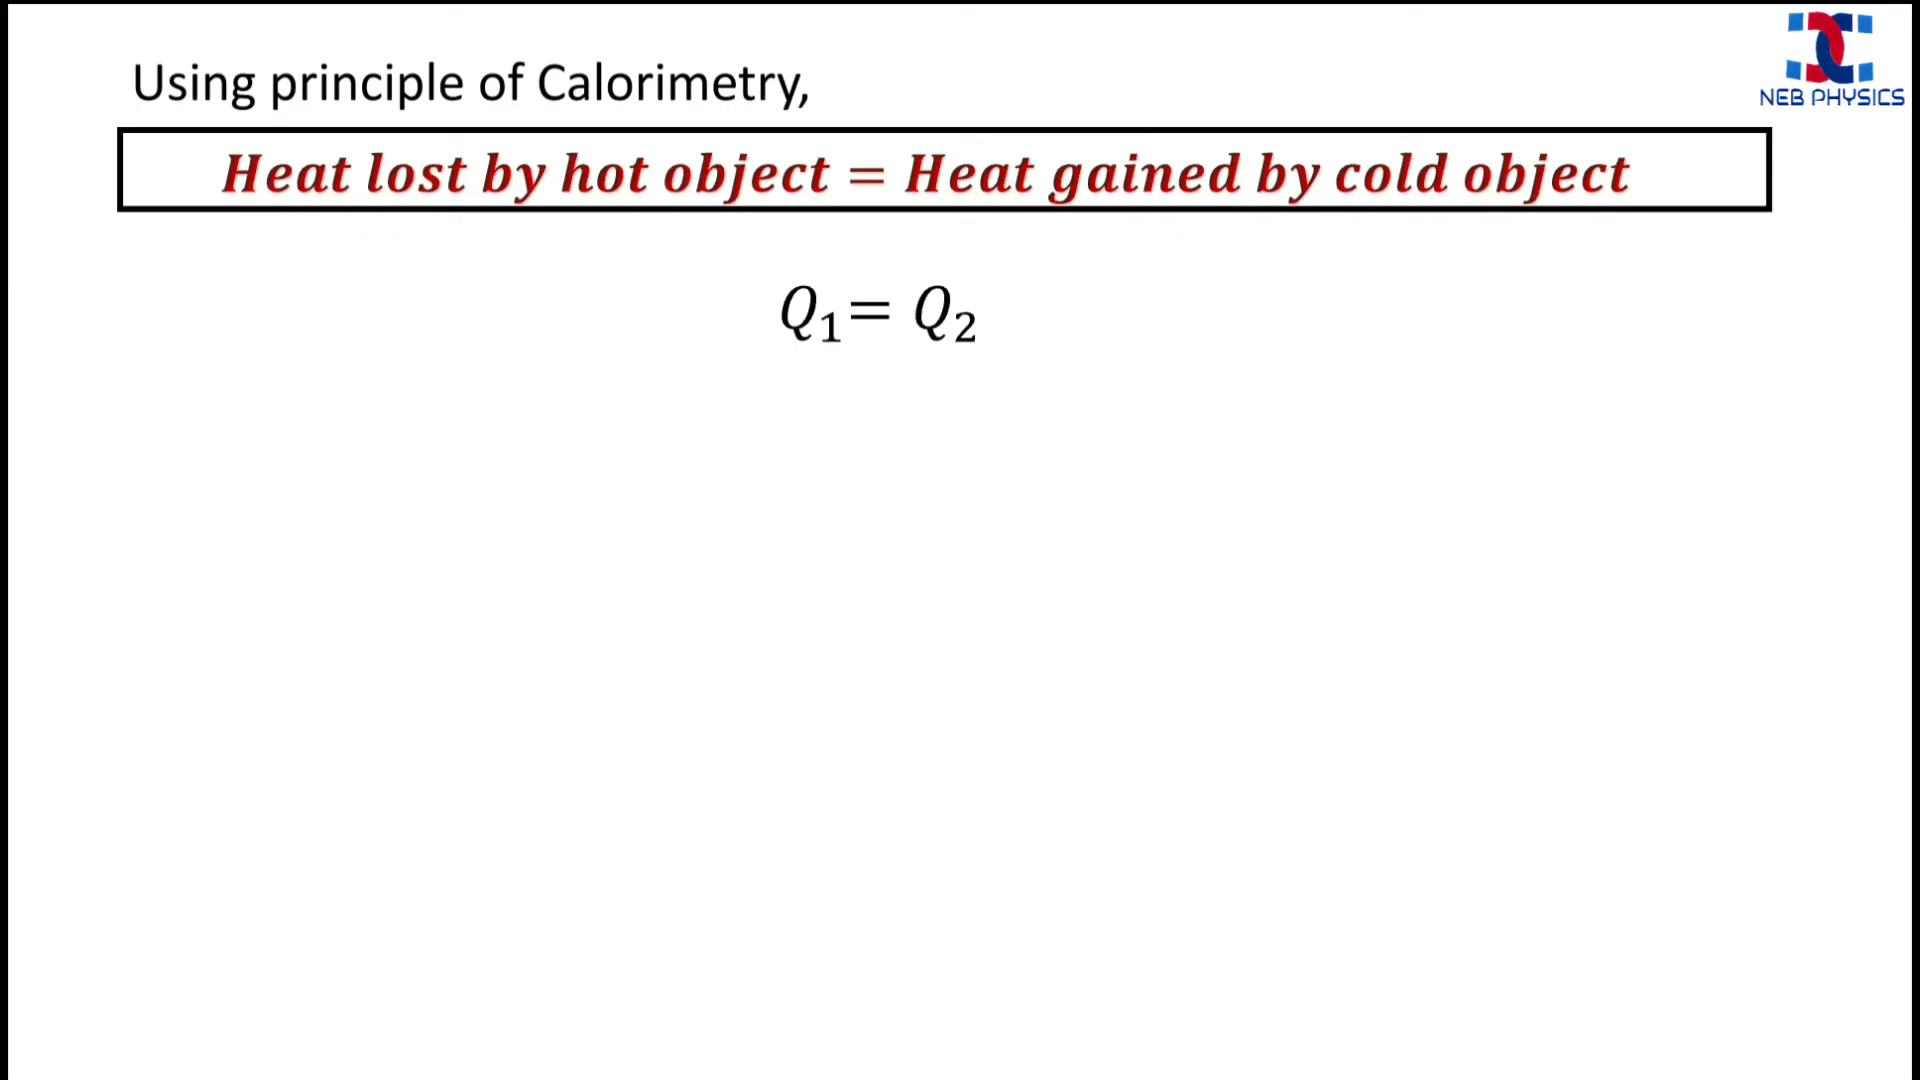 NEB PHYSICS
Using principle of Calorimetry,
Heat lost by hot object = Heat gained by cold object
Q₁= Q₂